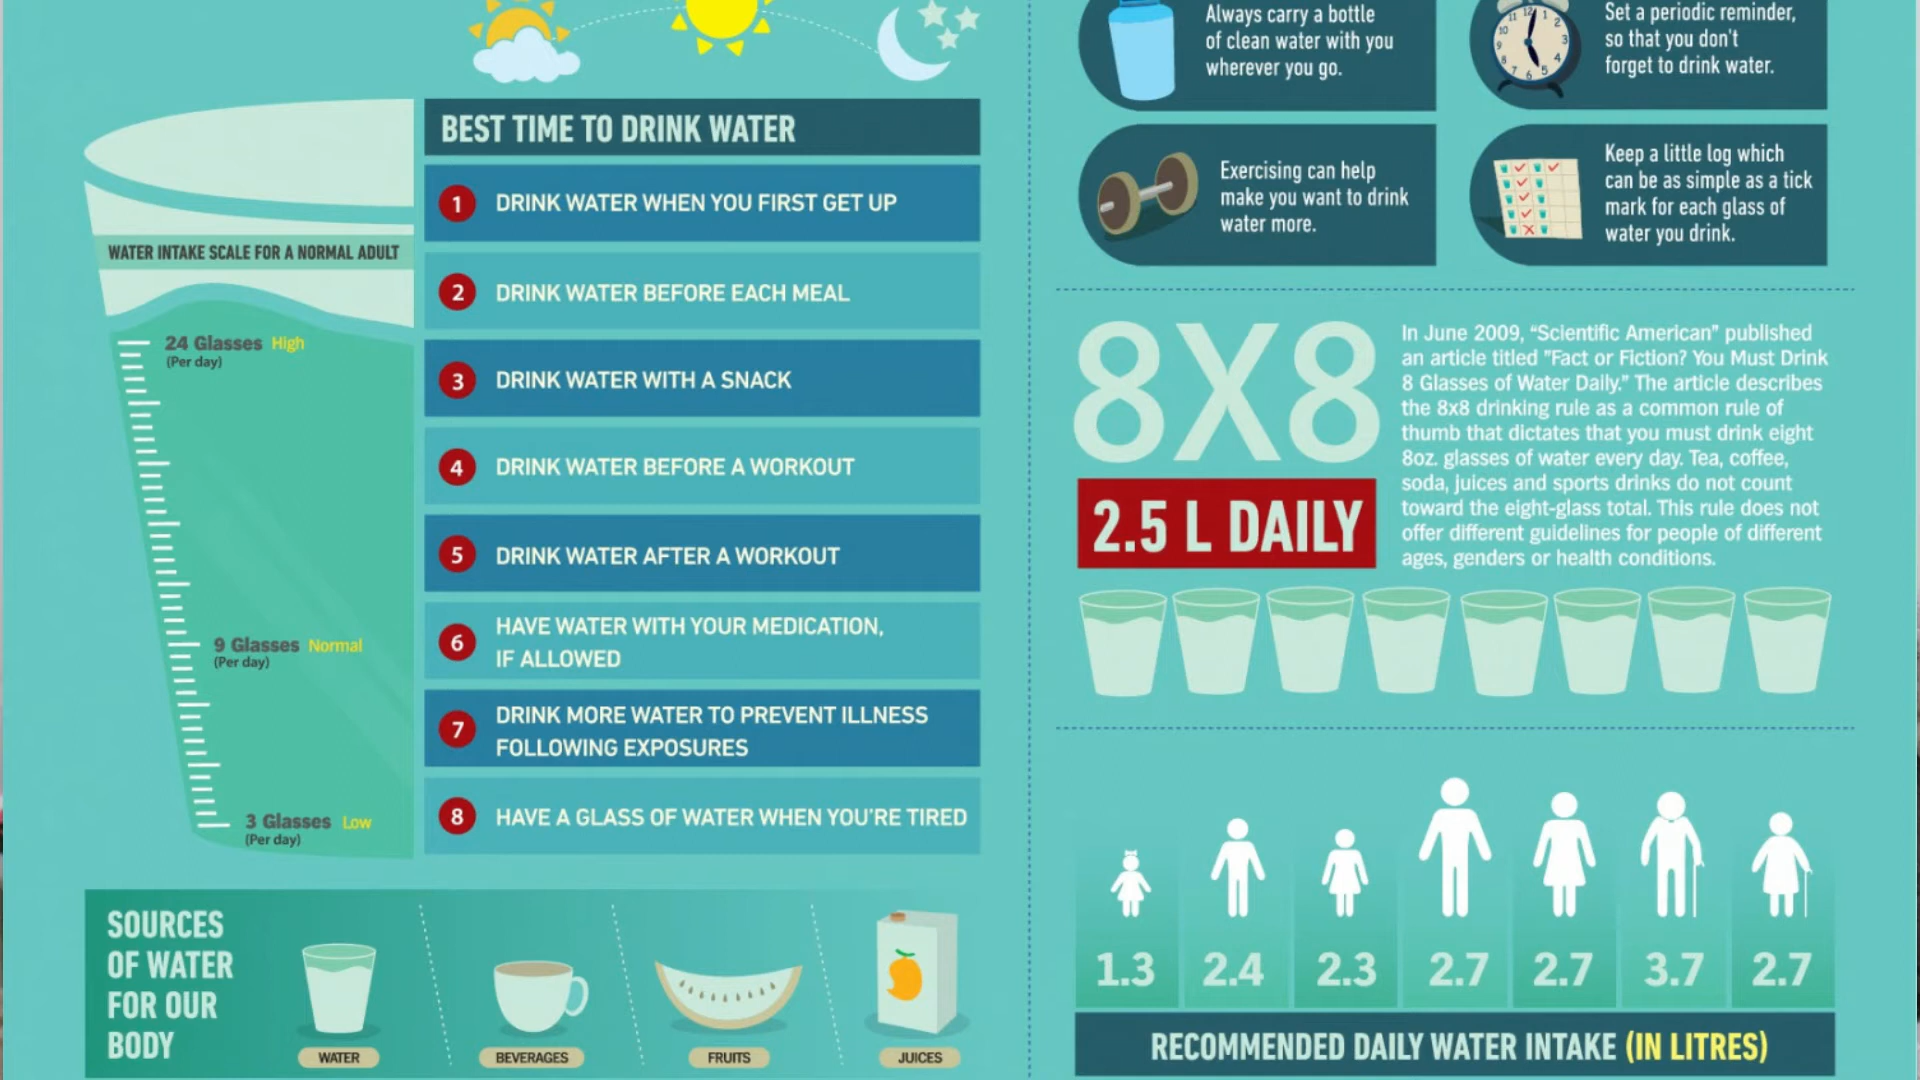 BEST TIME TO DRINK WATER
1 DRINK WATER WHEN YOU FIRST GET UP
2 DRINK WATER BEFORE EACH MEAL
3 DRINK WATER WITH A SNACK
4 DRINK WATER BEFORE A WORKOUT
5 DRINK WATER AFTER A WORKOUT
6 HAVE WATER WITH YOUR MEDICATION,
IF ALLOWED
7 DRINK MORE WATER TO PREVENT ILLNESS
FOLLOWING EXPOSURES
8 HAVE A GLASS OF WATER WHEN YOU'RE TIRED
WATER INTAKE SCALE FOR A NORMAL ADULT
24 Glasses High
(Per day)
9 Glasses Normal
(Per day)
3 Glasses Low
(Per day)
SOURCES
OF WATER
FOR OUR
BODY
WATER
BEVERAGES
FRUITS
JUICES
Always carry a bottle
of clean water with you
wherever you go.
Set a periodic reminder,
so that you don't
forget to drink water.
11 12 1
10 2
9 3
8 4
7 6 5
Exercising can help
make you want to drink
water more.
Keep a little log which
can be as simple as a tick
mark for each glass of
water you drink.
8X8
2.5 L DAILY
In June 2009, “Scientific American” published
an article titled "Fact or Fiction? You Must Drink
8 Glasses of Water Daily." The article describes
the 8x8 drinking rule as a common rule of
thumb that dictates that you must drink eight
8oz. glasses of water every day. Tea, coffee,
soda, juices and sports drinks do not count
toward the eight-glass total. This rule does not
offer different guidelines for people of different
ages, genders or health conditions.
1.3 2.4 2.3 2.7 2.7 3.7 2.7
RECOMMENDED DAILY WATER INTAKE (IN LITRES)